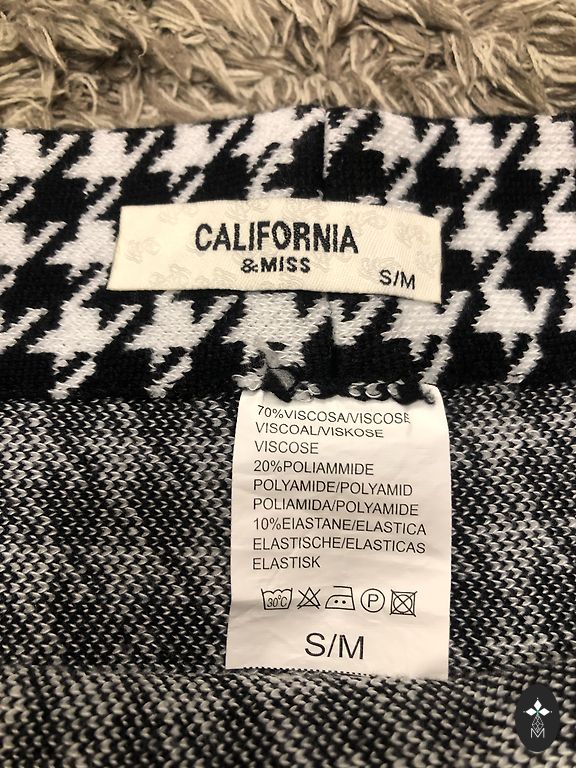 CALIFORNIA
&MISS
S/M
70%VISCOSA/VISCOSE
VISCOAL/VISKOSE
VISCOSE
20%POLIAMMIDE
POLYAMIDE/POLYAMID
POLIAMIDA/POLYAMIDE
10%EIASTANE/ELASTICA
ELASTISCHE/ELASTICAS
ELASTISK
30°C P
S/M
M